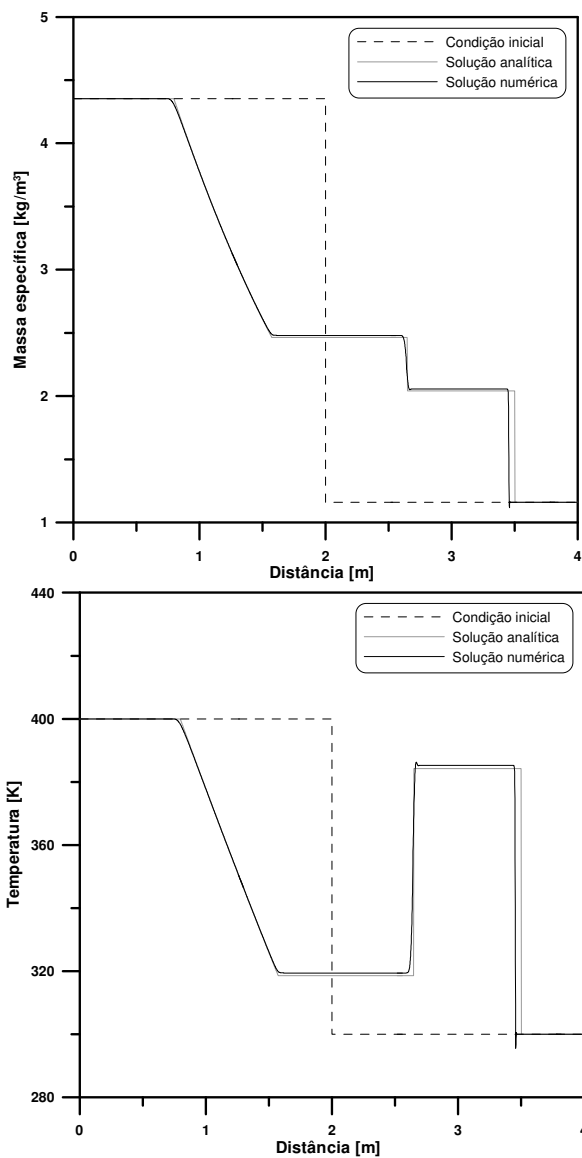 5
Condição inicial
Solução analítica
Solução numérica
4
3
2
1
Massa específica [kg/m³]
0 1 2 3 4
Distância [m]
440
Condição inicial
Solução analítica
Solução numérica
400
360
320
280
Temperatura [K]
0 1 2 3 4
Distância [m]